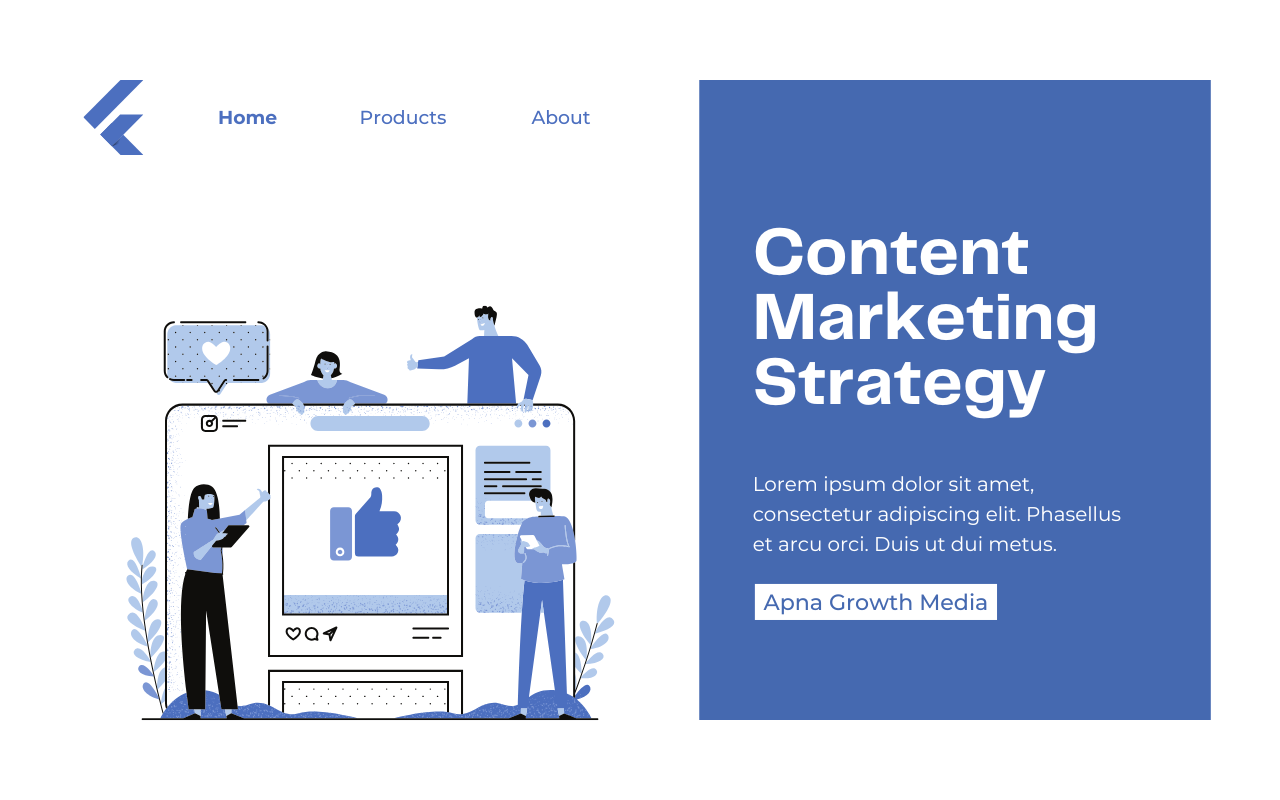 Home Products About
Content
Marketing
Strategy
Lorem ipsum dolor sit amet,
consectetur adipiscing elit. Phasellus
et arcu orci. Duis ut dui metus.
Apna Growth Media